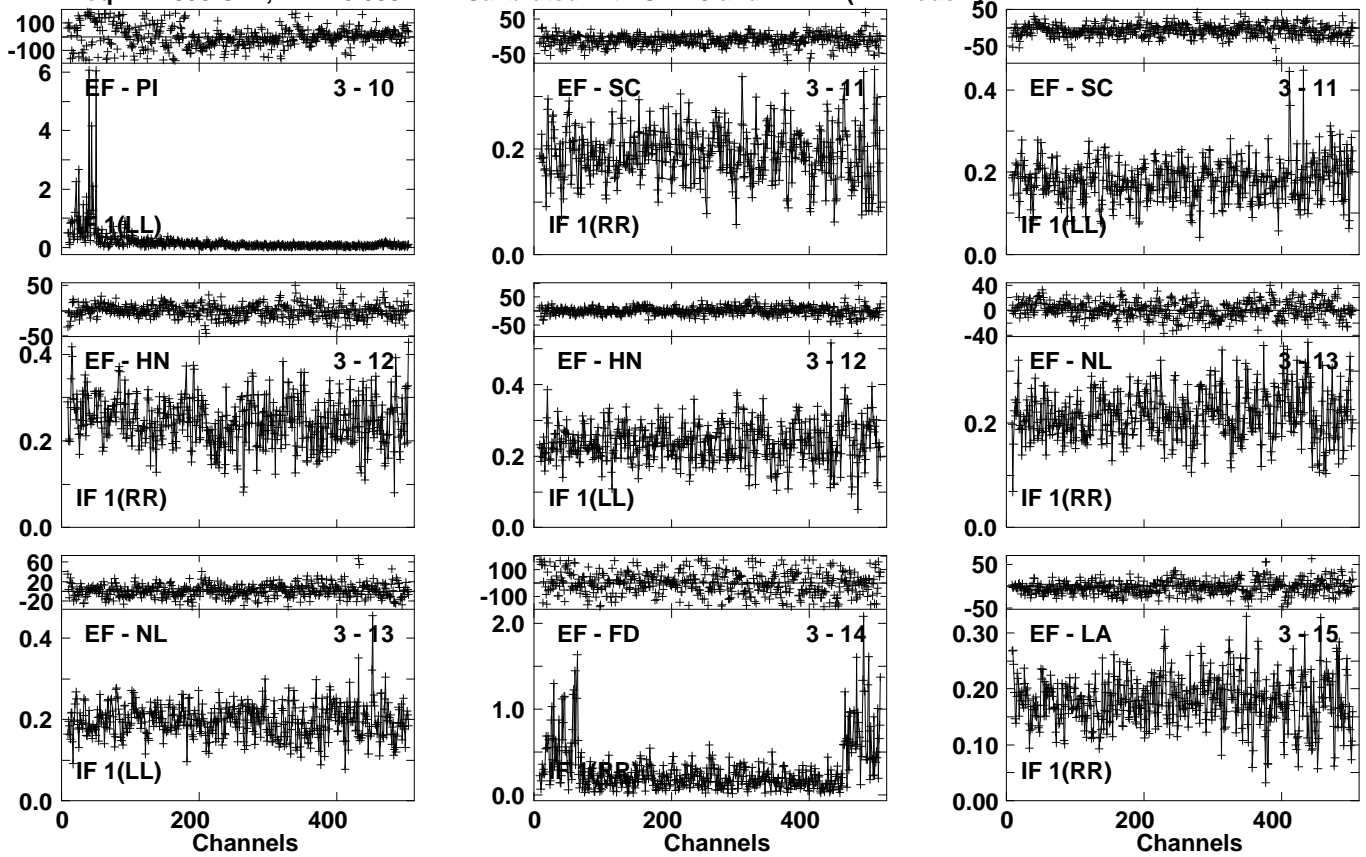 100
-100
6
4
2
0
EF - PI 3 - 10
IF 1(LL)
50
-50
0.2
0.0
EF - SC 3 - 11
IF 1(RR)
50
-50
0.4
0.2
0.0
EF - SC 3 - 11
IF 1(LL)
50
-50
0.4
0.2
0.0
EF - HN 3 - 12
IF 1(RR)
50
-50
0.4
0.2
0.0
EF - HN 3 - 12
IF 1(LL)
40
0
-40
0.2
0.0
EF - NL 3 - 13
IF 1(RR)
60
20
-20
0.4
0.2
0.0
EF - NL 3 - 13
IF 1(LL)
0 200 400
Channels
100
-100
2.0
1.0
0.0
EF - FD 3 - 14
IF 1(RR)
0 200 400
Channels
50
-50
0.30
0.20
0.10
0.00
EF - LA 3 - 15
IF 1(RR)
0 200 400
Channels